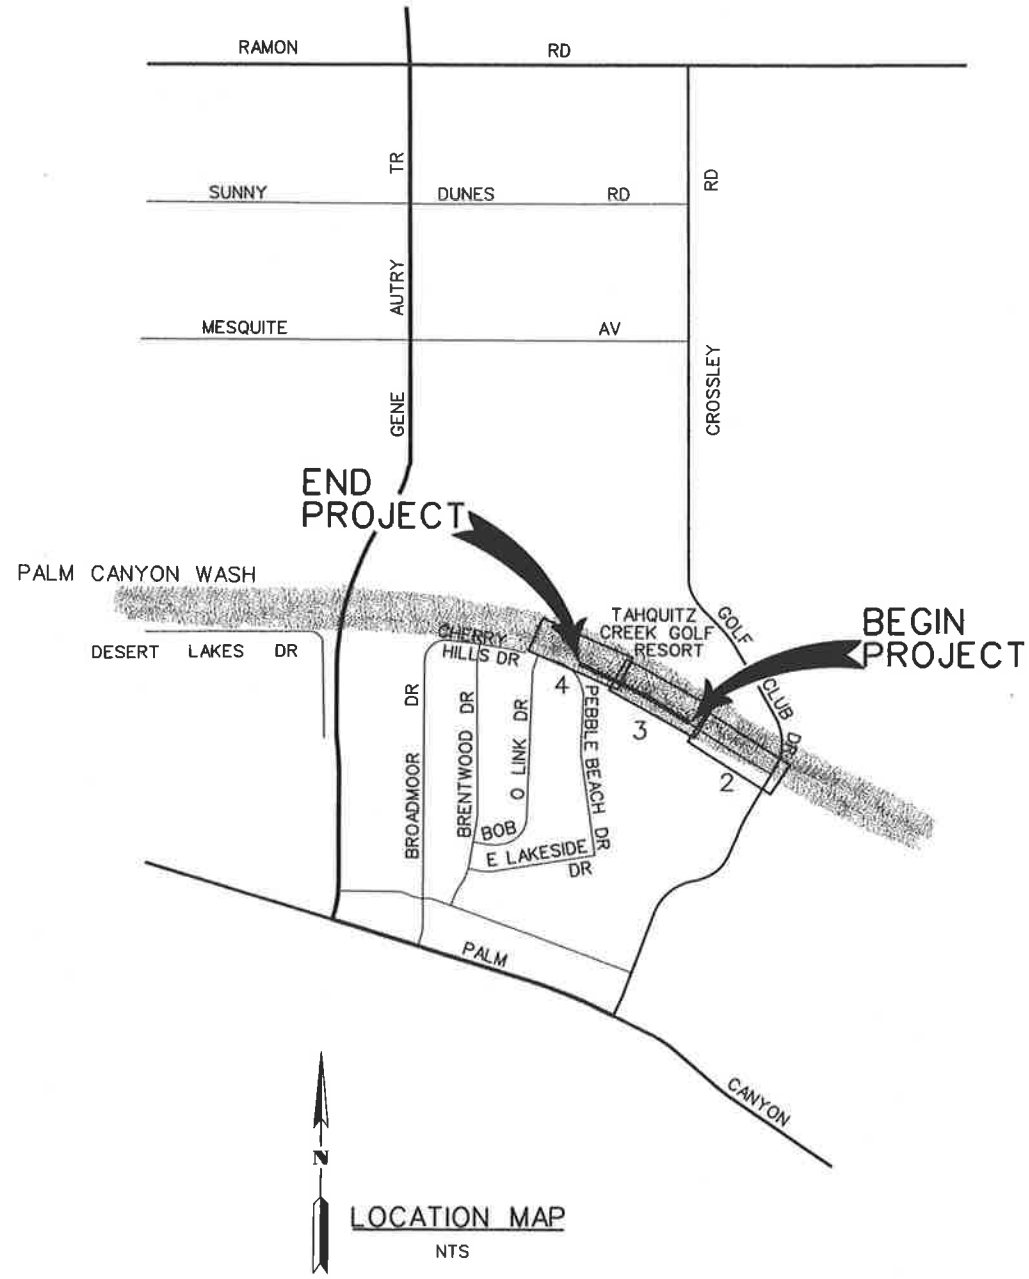 RAMON RD
TR
RD
SUNNY DUNES RD
AUTRY
MESQUITE AV
CROSSLEY
GENE
END
PROJECT
PALM CANYON WASH
TAHQUITZ
CREEK GOLF
RESORT
GOLF
BEGIN
PROJECT
DESERT LAKES DR
CHERRY
HILLS DR
CLUB DR
4
3
2
BROADMOOR DR
BRENTWOOD DR
BOB O LINK DR
PEBBLE BEACH DR
E LAKESIDE
DR
PALM
CANYON
N
LOCATION MAP
NTS